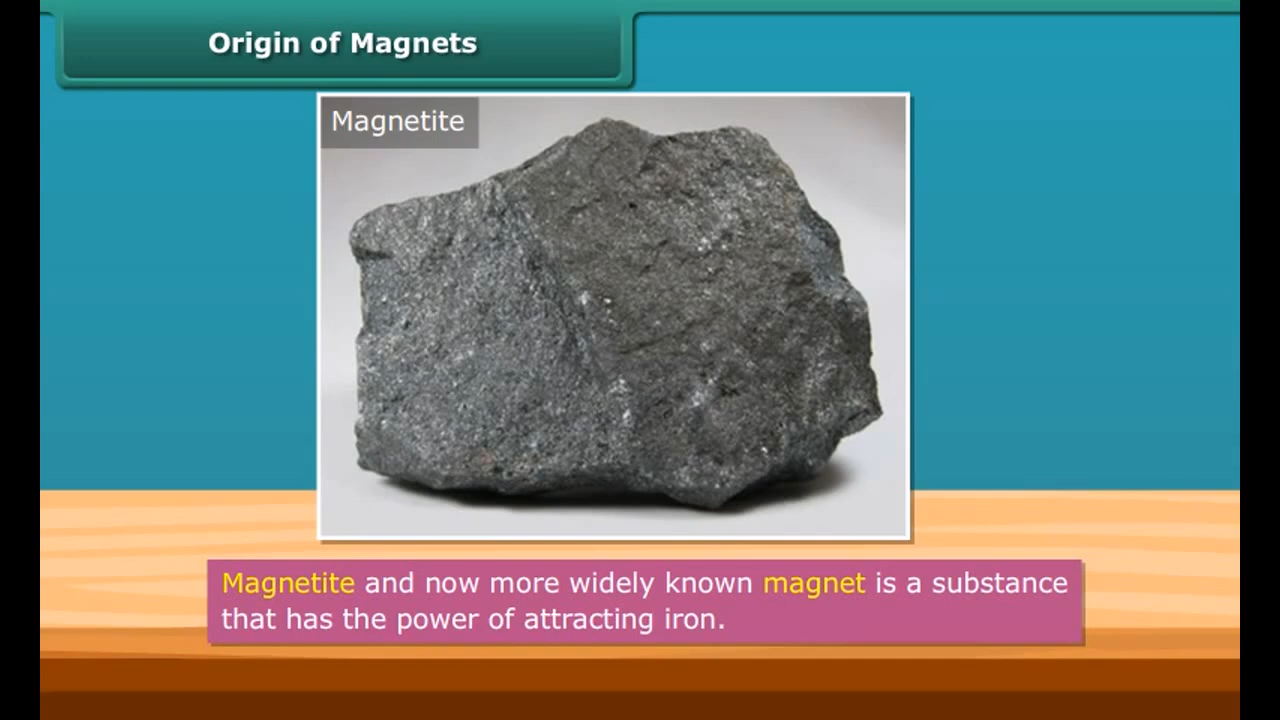 Origin of Magnets
Magnetite
Magnetite and now more widely known magnet is a substance
that has the power of attracting iron.